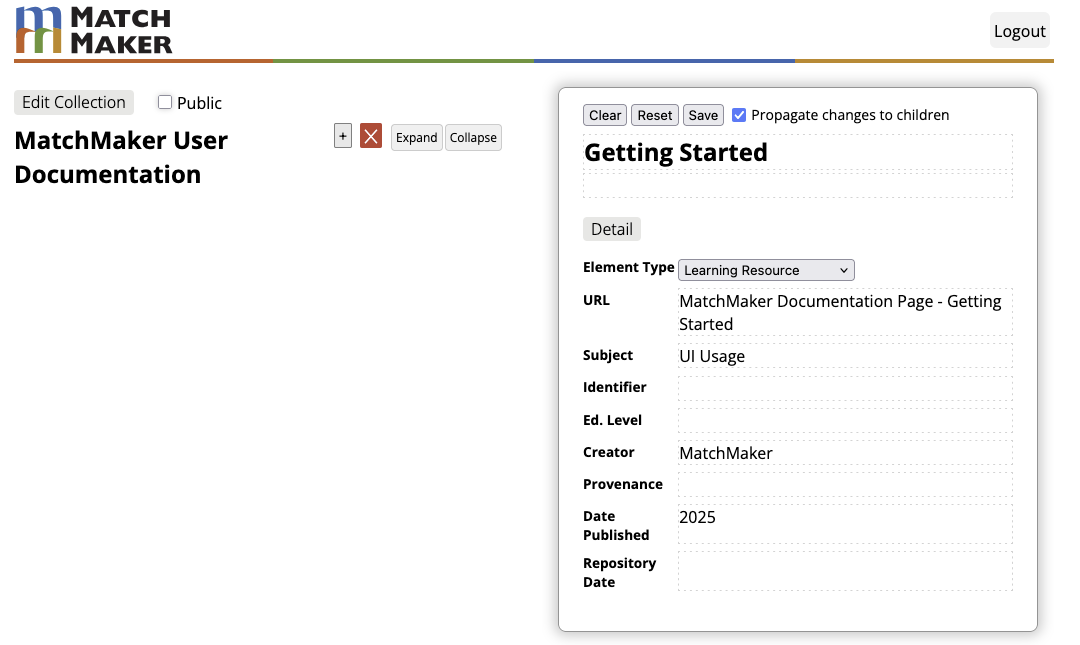 MATCH
MAKER
Logout
Edit Collection
Public
MatchMaker User
Documentation
+
Expand
Collapse
Clear
Reset
Save
Propagate changes to children
Getting Started
Detail
Element Type
Learning Resource
URL
MatchMaker Documentation Page - Getting
Started
Subject
UI Usage
Identifier
Ed. Level
Creator
MatchMaker
Provenance
Date
Published
2025
Repository
Date